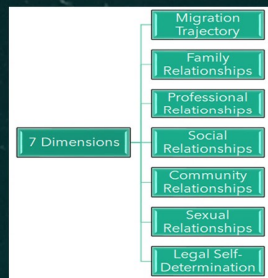 Migration
Trajectory
Family
Relationships
Professional
Relationships
7 Dimensions
Social
Relationships
Community
Relationships
Sexual
Relationships
Legal Self-
Determination